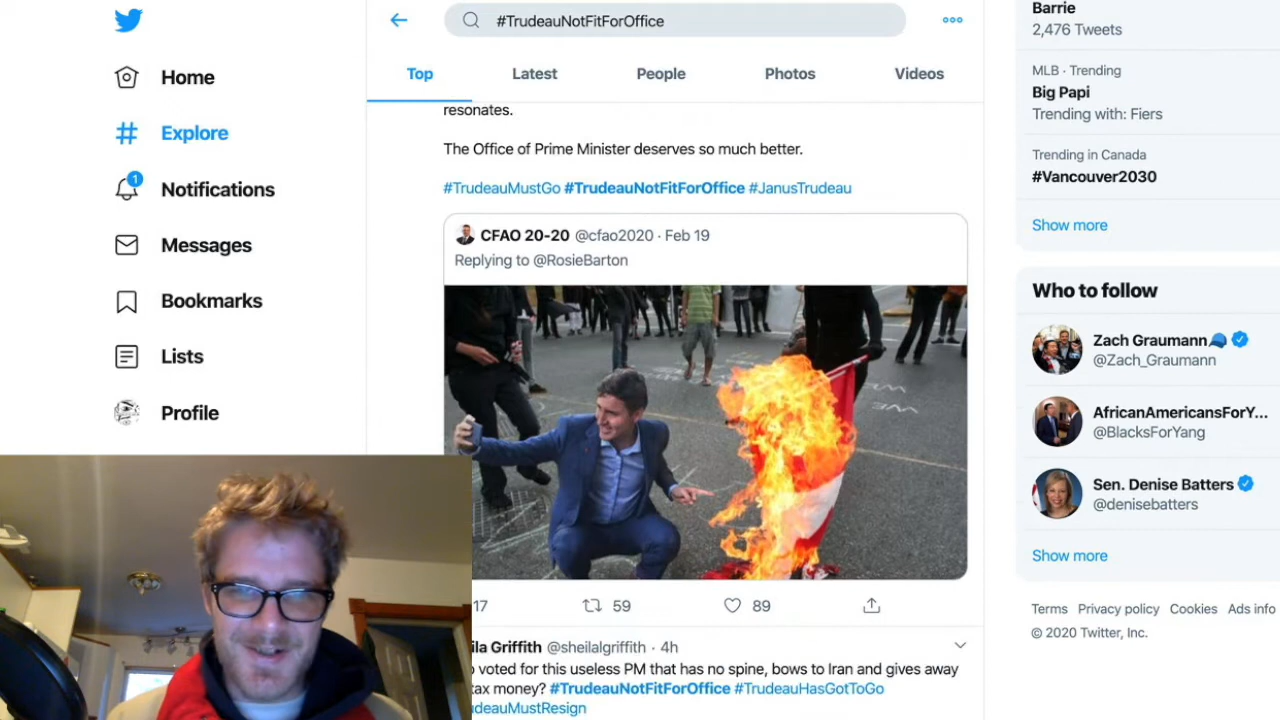 #TrudeauNotFitForOffice
Home
Explore
1
Notifications
Messages
Bookmarks
Lists
Profile
Top Latest People Photos Videos
resonates.
The Office of Prime Minister deserves so much better.
#TrudeauMustGo #TrudeauNotFitForOffice #JanusTrudeau
CFAO 20-20 @cfao2020 · Feb 19
Replying to @RosieBarton
17 59 89
ila Griffith @sheilalgriffith · 4h
voted for this useless PM that has no spine, bows to Iran and gives away
tax money? #TrudeauNotFitForOffice #TrudeauHasGotToGo
udeauMustResign
Barrie
2,476 Tweets
MLB · Trending
Big Papi
Trending with: Fiers
Trending in Canada
#Vancouver2030
Show more
Who to follow
Zach Graumann
@Zach_Graumann
AfricanAmericansForY...
@BlacksForYang
Sen. Denise Batters
@denisebatters
Show more
Terms Privacy policy Cookies Ads info
© 2020 Twitter, Inc.